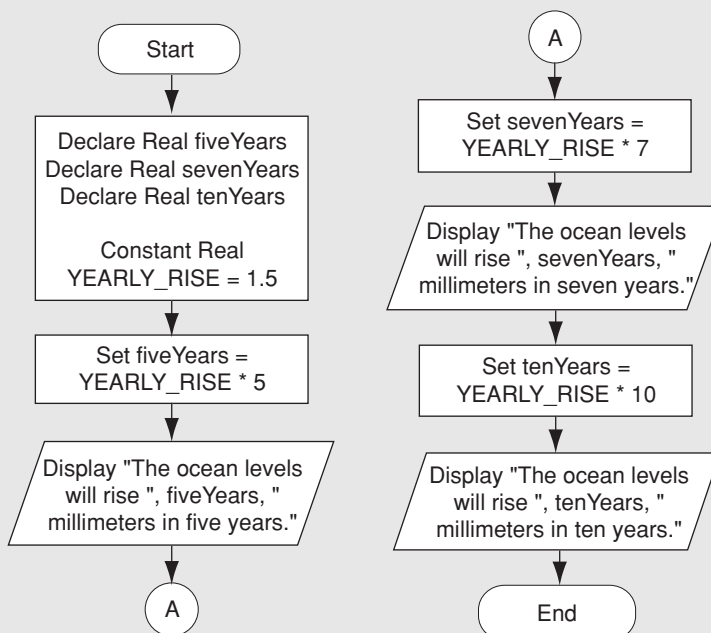 Start
Declare Real fiveYears
Declare Real sevenYears
Declare Real tenYears
Constant Real
YEARLY_RISE = 1.5
Set fiveYears =
YEARLY_RISE * 5
Display "The ocean levels
will rise ", fiveYears, "
millimeters in five years."
A
A
Set sevenYears =
YEARLY_RISE * 7
Display "The ocean levels
will rise ", sevenYears, "
millimeters in seven years."
Set tenYears =
YEARLY_RISE * 10
Display "The ocean levels
will rise ", tenYears, "
millimeters in ten years."
End